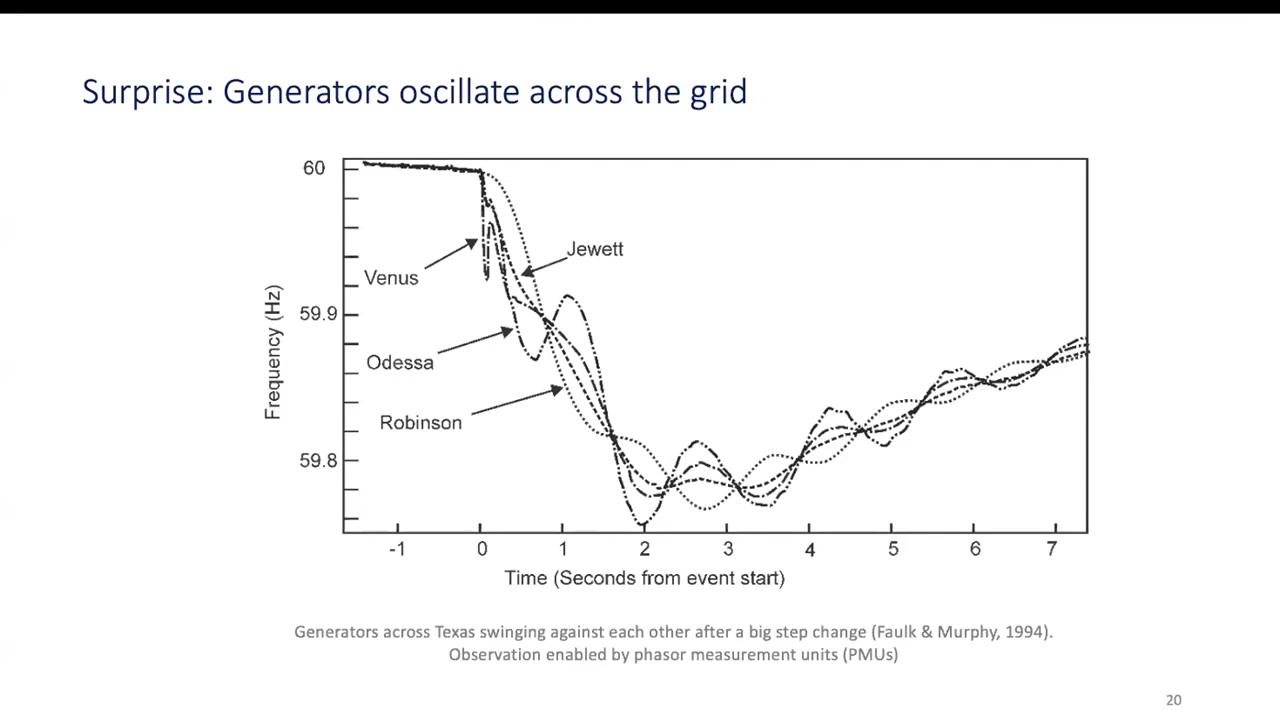 Surprise: Generators oscillate across the grid
60
59.9
59.8
Frequency (Hz)
Venus
Jewett
Odessa
Robinson
-1 0 1 2 3 4 5 6 7
Time (Seconds from event start)
Generators across Texas swinging against each other after a big step change (Faulk & Murphy, 1994).
Observation enabled by phasor measurement units (PMUs)
20